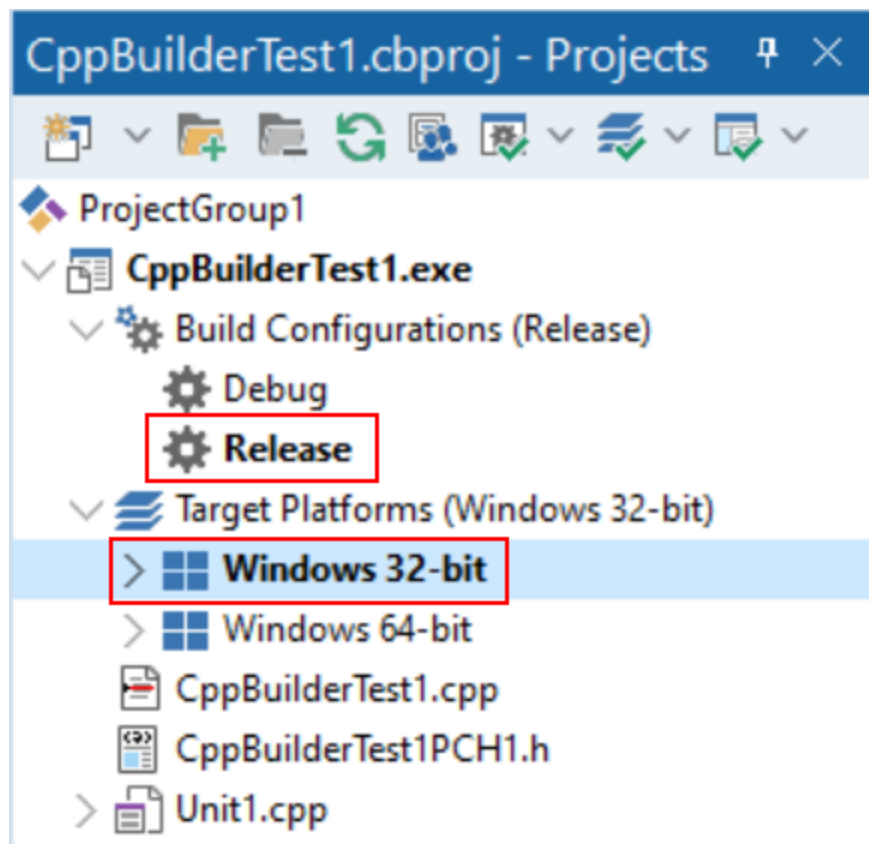 CppBuilderTest1.cbproj - Projects
ProjectGroup1
CppBuilderTest1.exe
Build Configurations (Release)
Debug
Release
Target Platforms (Windows 32-bit)
Windows 32-bit
Windows 64-bit
CppBuilderTest1.cpp
CppBuilderTest1PCH1.h
Unit1.cpp